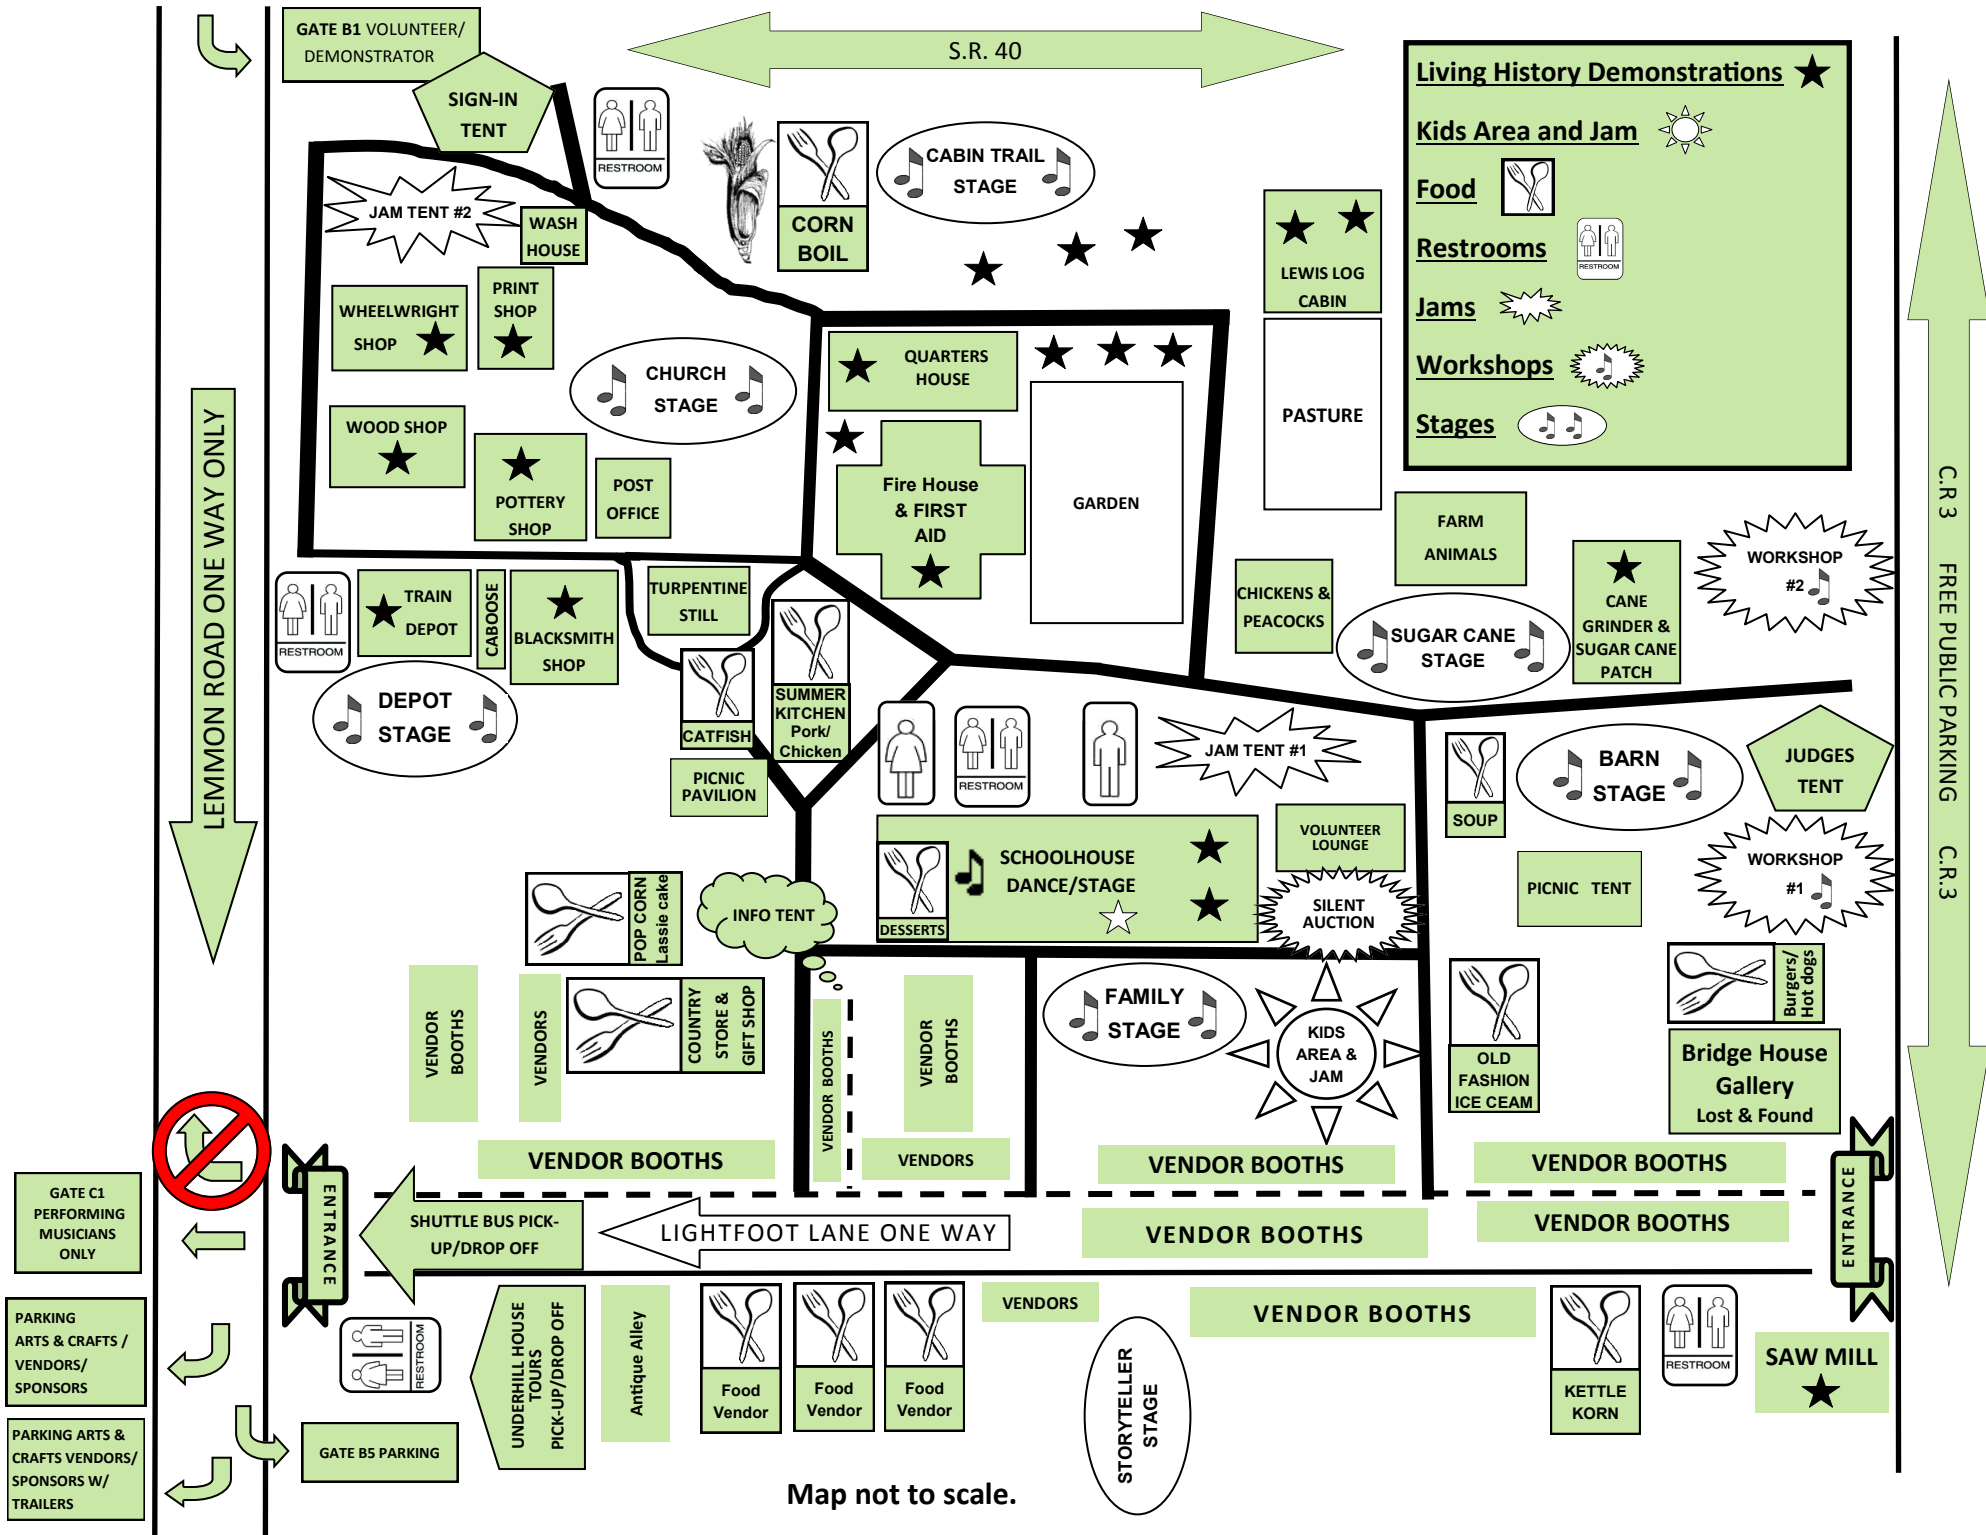 GATE B1 VOLUNTEER/
DEMONSTRATOR
SIGN-IN
TENT
S.R. 40
Living History Demonstrations
Kids Area and Jam
Food
Restrooms
RESTROOM
Jams
Workshops
Stages
RESTROOM
CORN
BOIL
CABIN TRAIL
STAGE
JAM TENT #2
WASH
HOUSE
LEWIS LOG
CABIN
WHEELWRIGHT
SHOP
PRINT
SHOP
CHURCH
STAGE
QUARTERS
HOUSE
PASTURE
WOOD SHOP
POTTERY
SHOP
POST
OFFICE
Fire House
& FIRST
AID
GARDEN
FARM
ANIMALS
WORKSHOP
#2
LEMMON ROAD ONE WAY ONLY
C.R 3 FREE PUBLIC PARKING C.R.3
RESTROOM
TRAIN
DEPOT
CABOOSE
BLACKSMITH
SHOP
TURPENTINE
STILL
CHICKENS &
PEACOCKS
SUGAR CANE
STAGE
CANE
GRINDER &
SUGAR CANE
PATCH
DEPOT
STAGE
CATFISH
SUMMER
KITCHEN
Pork/
Chicken
PICNIC
PAVILION
RESTROOM
JAM TENT #1
SOUP
BARN
STAGE
JUDGES
TENT
SCHOOLHOUSE
DANCE/STAGE
DESSERTS
VOLUNTEER
LOUNGE
SILENT
AUCTION
PICNIC TENT
WORKSHOP
#1
POP CORN
Lassie cake
INFO TENT
VENDOR
BOOTHS
VENDORS
COUNTRY
STORE &
GIFT SHOP
VENDOR BOOTHS
VENDOR
BOOTHS
FAMILY
STAGE
KIDS
AREA &
JAM
OLD
FASHION
ICE CEAM
Burgers/
Hot dogs
Bridge House
Gallery
Lost & Found
VENDOR BOOTHS
VENDORS
VENDOR BOOTHS
VENDOR BOOTHS
GATE C1
PERFORMING
MUSICIANS
ONLY
ENTRANCE
SHUTTLE BUS PICK-
UP/DROP OFF
LIGHTFOOT LANE ONE WAY
VENDOR BOOTHS
VENDOR BOOTHS
ENTRANCE
PARKING
ARTS & CRAFTS /
VENDORS/
SPONSORS
RESTROOM
UNDERHILL HOUSE
TOURS
PICK-UP/DROP OFF
Antique Alley
Food
Vendor
Food
Vendor
Food
Vendor
VENDORS
STORYTELLER
STAGE
VENDOR BOOTHS
KETTLE
KORN
RESTROOM
SAW MILL
PARKING ARTS &
CRAFTS VENDORS/
SPONSORS W/
TRAILERS
GATE B5 PARKING
Map not to scale.